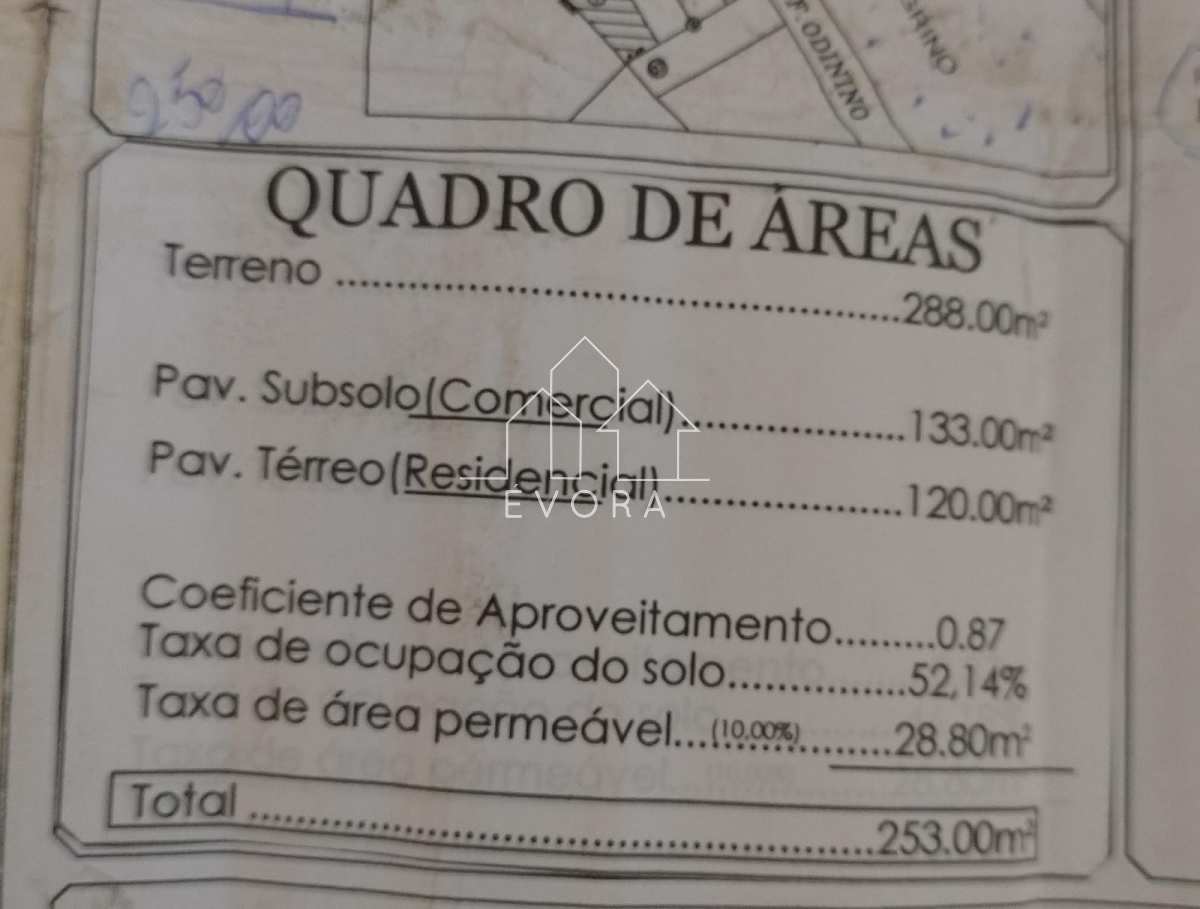 F. ODININO
QUADRO DE ÁREAS
Terreno ........................................288.00m²
Pav. Subsolo(Comercial)...................133.00m²
Pav. Térreo(Residencial)....................120.00m²
ÉVORA
Coeficiente de Aproveitamento.........0.87
Taxa de ocupação do solo................52,14%
Taxa de área permeável...(10.00%)........28.80m²
Total ..................................................253.00m²